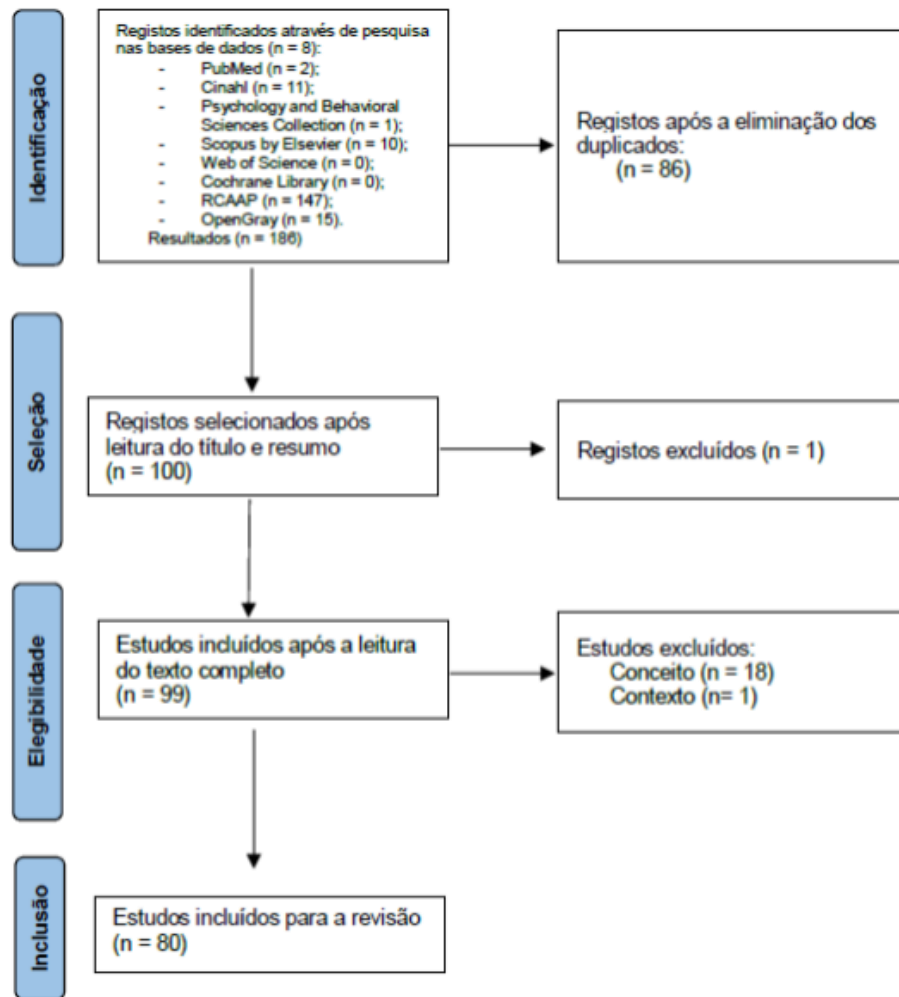 Identificação
Registos identificados através de pesquisa
nas bases de dados (n = 8):
- PubMed (n = 2);
- Cinahl (n = 11);
- Psychology and Behavioral
Sciences Collection (n = 1);
- Scopus by Elsevier (n = 10);
- Web of Science (n = 0);
- Cochrane Library (n = 0);
- RCAAP (n = 147);
- OpenGray (n = 15).
Resultados (n = 186)
Registos após a eliminação dos
duplicados:
(n = 86)
Seleção
Registos selecionados após
leitura do título e resumo
(n = 100)
Registos excluídos (n = 1)
Elegibilidade
Estudos incluídos após a leitura
do texto completo
(n = 99)
Estudos excluídos:
Conceito (n = 18)
Contexto (n= 1)
Inclusão
Estudos incluídos para a revisão
(n = 80)